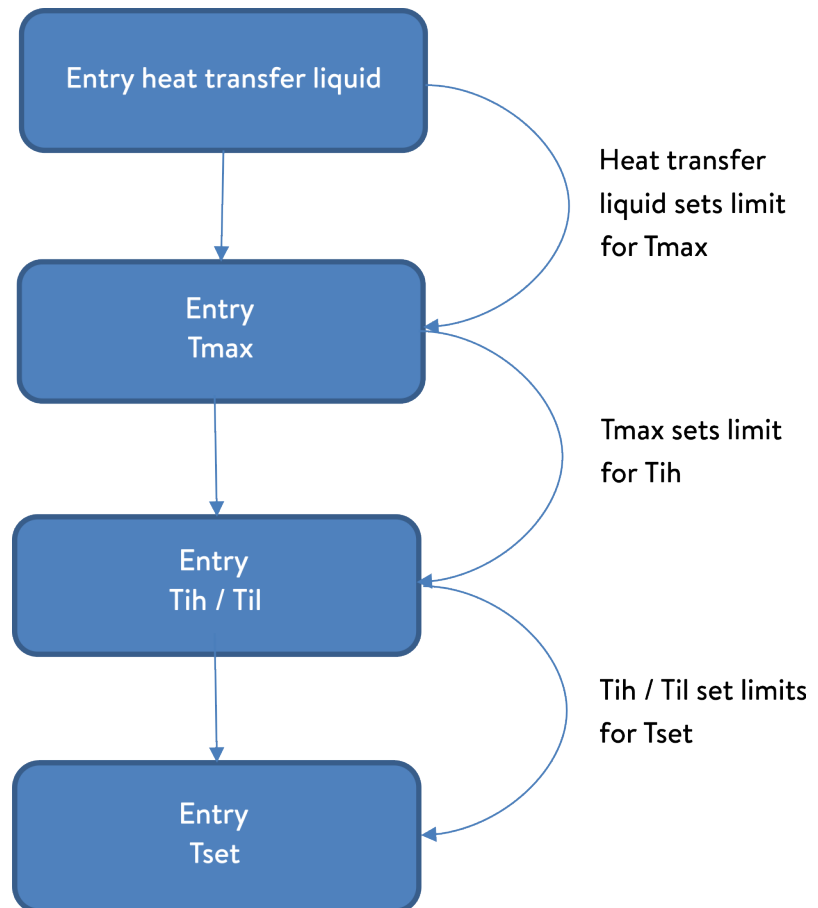 Entry heat transfer liquid
Heat transfer
liquid sets limit
for Tmax
Entry
Tmax
Tmax sets limit
for Tih
Entry
Tih / Til
Tih / Til set limits
for Tset
Entry
Tset